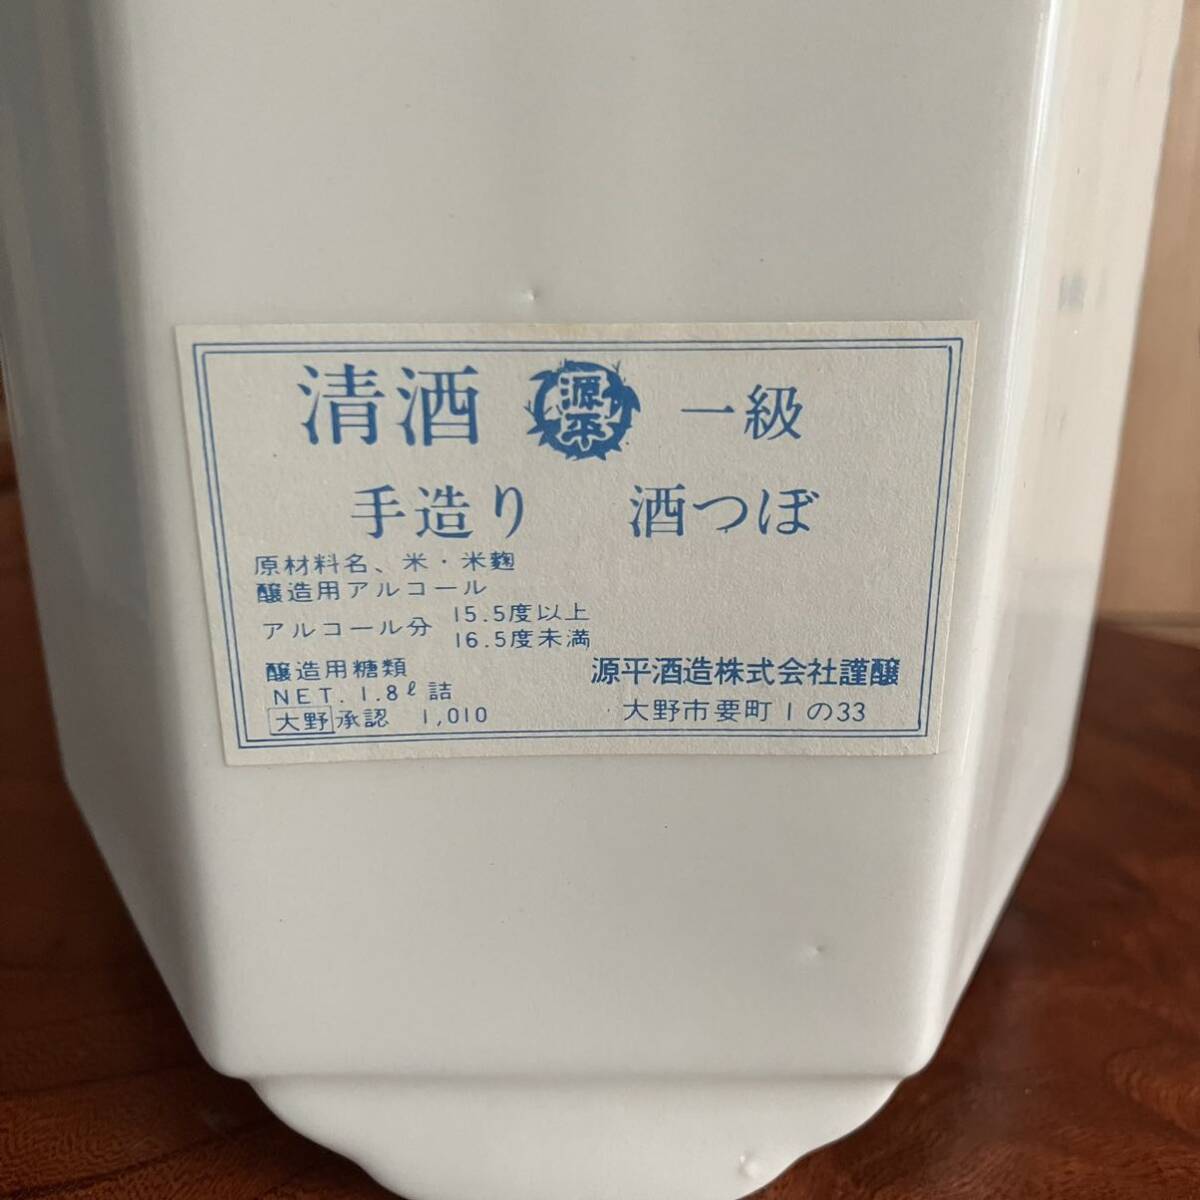 清酒 源平 一級
手造り 酒つぼ
原材料名、米・米麹
醸造用アルコール
アルコール分 15.5度以上
16.5度未満
醸造用糖類
NET. 1.8ℓ詰
大野承認 1,010
源平酒造株式会社謹醸
大野市要町1の33